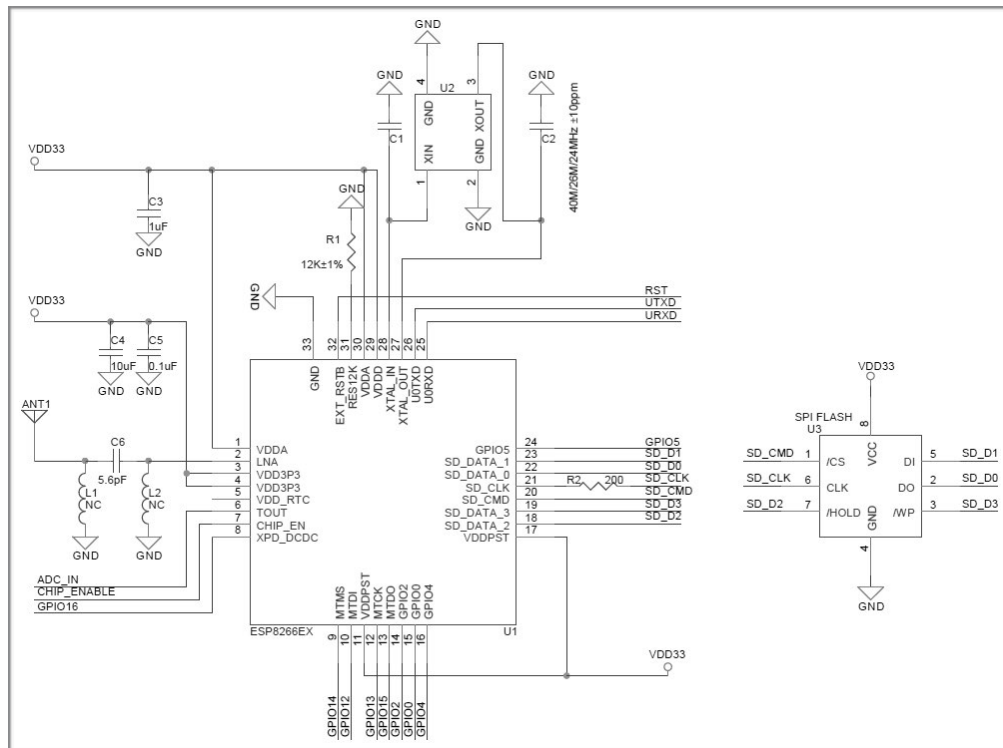 GND
4
3
U2
GND
GND
GND
XOUT
C1
XIN
GND
C2
40M/26M/24MHz ±10ppm
1
2
GND
VDD33
C3
1uF
GND
GND
R1
12K±1%
GND
RST
UTXD
URXD
VDD33
C4
10uF
GND
C5
0.1uF
GND
33
32
31
30
29
28
27
26
25
GND
EXT_RSTB
RES12K
VDDA
VDDD
XTAL_IN
XTAL_OUT
U0TXD
U0RXD
ANT1
C6
5.6pF
L1
NC
GND
L2
NC
GND
1 VDDA
2 LNA
3 VDD3P3
4 VDD3P3
5 VDD_RTC
6 TOUT
7 CHIP_EN
8 XPD_DCDC
ADC_IN
CHIP_ENABLE
GPIO16
GPIO5 24 GPIO5
SD_DATA_1 23 SD_D1
SD_DATA_0 22 SD_D0
SD_CLK 21 R2 200 SD_CLK
SD_CMD 20 SD_CMD
SD_DATA_3 19 SD_D3
SD_DATA_2 18 SD_D2
VDDPST 17
MTMS
MTDI
VDDPST
MTCK
MTDO
GPIO2
GPIO0
GPIO4
ESP8266EX
U1
9
10
11
12
13
14
15
16
GPIO14
GPIO12
GPIO13
GPIO15
GPIO2
GPIO0
GPIO4
VDD33
VDD33
SPI FLASH
U3
8
VCC
SD_CMD 1 /CS DI 5 SD_D1
SD_CLK 6 CLK DO 2 SD_D0
SD_D2 7 /HOLD /WP 3 SD_D3
GND
4
GND